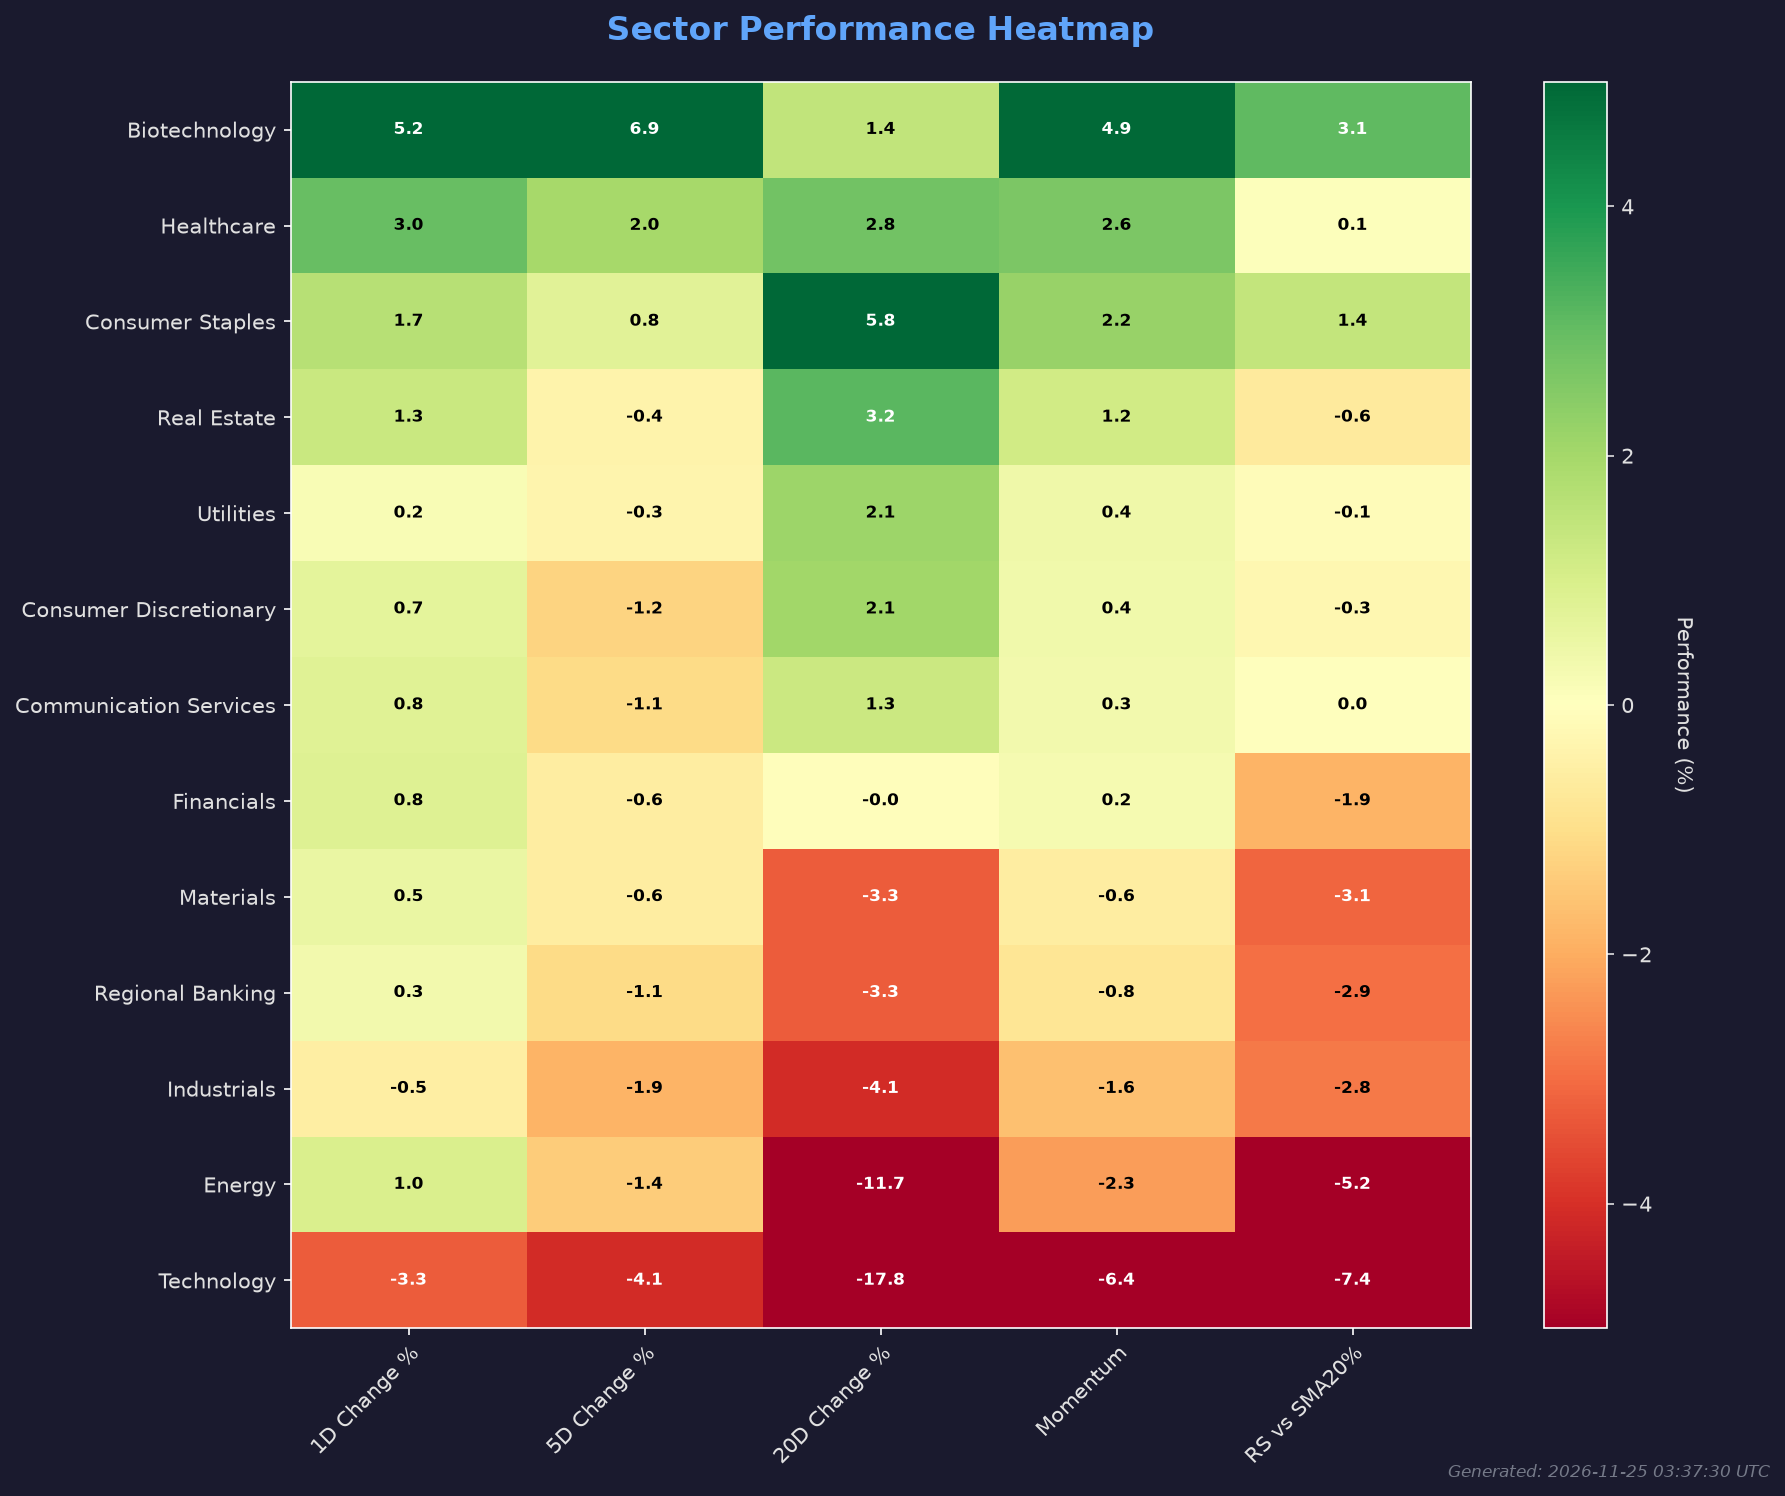 Sector Performance Heatmap
Biotechnology 5.2 6.9 1.4 4.9 3.1
Healthcare 3.0 2.0 2.8 2.6 0.1
Consumer Staples 1.7 0.8 5.8 2.2 1.4
Real Estate 1.3 -0.4 3.2 1.2 -0.6
Utilities 0.2 -0.3 2.1 0.4 -0.1
Consumer Discretionary 0.7 -1.2 2.1 0.4 -0.3
Communication Services 0.8 -1.1 1.3 0.3 0.0
Financials 0.8 -0.6 -0.0 0.2 -1.9
Materials 0.5 -0.6 -3.3 -0.6 -3.1
Regional Banking 0.3 -1.1 -3.3 -0.8 -2.9
Industrials -0.5 -1.9 -4.1 -1.6 -2.8
Energy 1.0 -1.4 -11.7 -2.3 -5.2
Technology -3.3 -4.1 -17.8 -6.4 -7.4
1D Change % 5D Change % 20D Change % Momentum RS vs SMA20%
4
2
0
−2
−4
Performance (%)
Generated: 2026-11-25 03:37:30 UTC